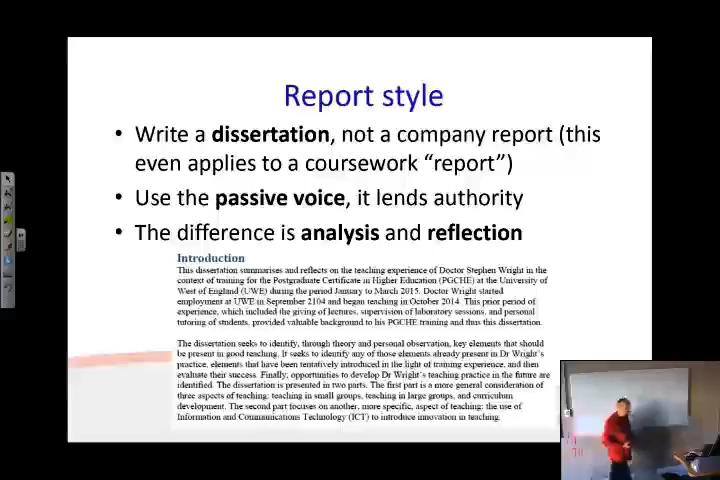 Report style
• Write a dissertation, not a company report (this
even applies to a coursework “report”)
• Use the passive voice, it lends authority
• The difference is analysis and reflection
Introduction
This dissertation summarises and reflects on the teaching experience of Doctor Stephen Wright in the
context of training for the Postgraduate Certificate in Higher Education (PGCHE) at the University of
West of England (UWE) during the period January to March 2015. Doctor Wright started
employment at UWE in September 2104 and began teaching in October 2014. This prior period of
experience, which included the giving of lectures, supervision of laboratory sessions, and personal
tutoring of students, provided valuable background to his PGCHE training and thus this dissertation.
The dissertation seeks to identify, through theory and personal observation, key elements that should
be present in good teaching. It seeks to identify any of those elements already present in Dr Wright’s
practice, elements that have been tentatively introduced in the light of training experience, and then
evaluate their success. Finally, opportunities to develop Dr Wright’s teaching practice in the future are
identified. The dissertation is presented in two parts. The first part is a more general consideration of
three aspects of teaching: teaching in small groups, teaching in large groups, and curriculum
development. The second part focuses on another, more specific, aspect of teaching: the use of
Information and Communications Technology (ICT) to introduce innovation in teaching.